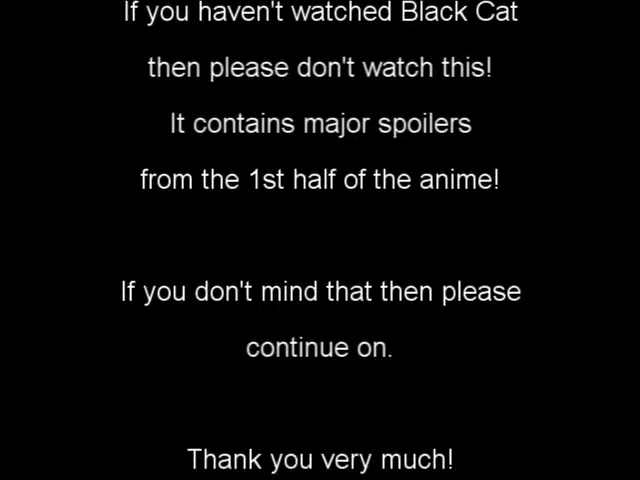 If you haven't watched Black Cat
then please don't watch this!
It contains major spoilers
from the 1st half of the anime!
If you don't mind that then please
continue on.
Thank you very much!